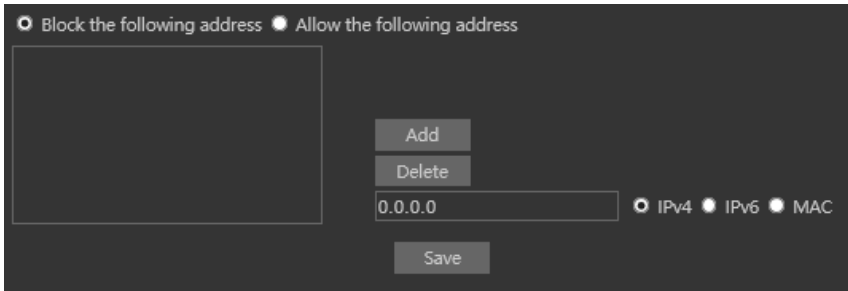 Block the following address Allow the following address
Add
Delete
0.0.0.0 IPv4 IPv6 MAC
Save